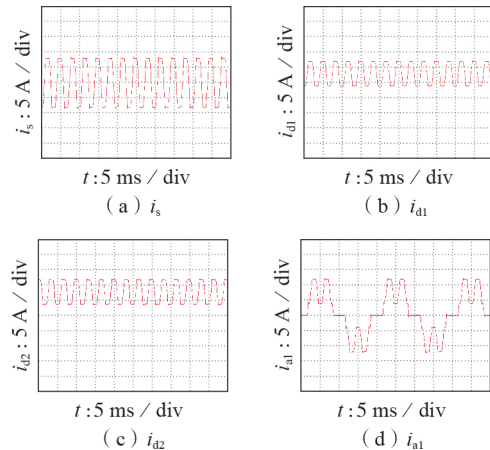 i_s : 5 A / div
t : 5 ms / div
（a） i_s
i_d1 : 5 A / div
t : 5 ms / div
（b） i_d1
i_d2 : 5 A / div
t : 5 ms / div
（c） i_d2
i_a1 : 5 A / div
t : 5 ms / div
（d） i_a1